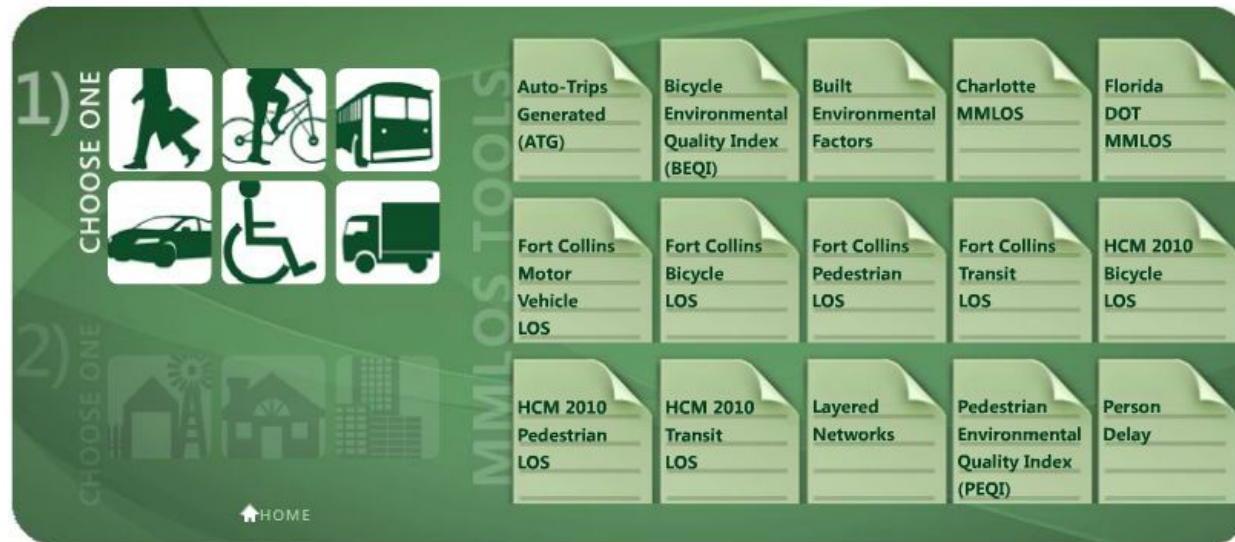 1)
CHOOSE ONE
2)
CHOOSE ONE
HOME
MMLOS TOOLS
Auto-Trips
Generated
(ATG)
Bicycle
Environmental
Quality Index
(BEQI)
Built
Environmental
Factors
Charlotte
MMLOS
Florida
DOT
MMLOS
Fort Collins
Motor
Vehicle
LOS
Fort Collins
Bicycle
LOS
Fort Collins
Pedestrian
LOS
Fort Collins
Transit
LOS
HCM 2010
Bicycle
LOS
HCM 2010
Pedestrian
LOS
HCM 2010
Transit
LOS
Layered
Networks
Pedestrian
Environmental
Quality Index
(PEQI)
Person
Delay